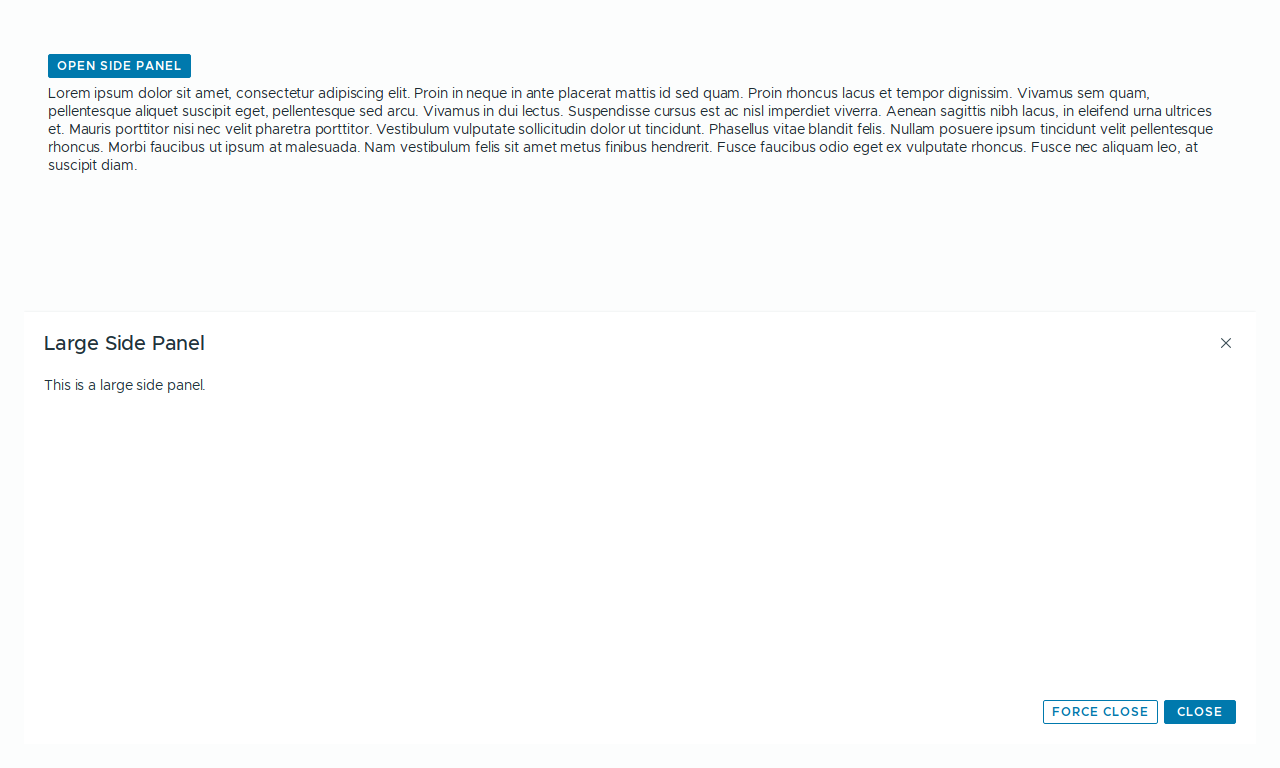 OPEN SIDE PANEL
Lorem ipsum dolor sit amet, consectetur adipiscing elit. Proin in neque in ante placerat mattis id sed quam. Proin rhoncus lacus et tempor dignissim. Vivamus sem quam,
pellentesque aliquet suscipit eget, pellentesque sed arcu. Vivamus in dui lectus. Suspendisse cursus est ac nisl imperdiet viverra. Aenean sagittis nibh lacus, in eleifend urna ultrices
et. Mauris porttitor nisi nec velit pharetra porttitor. Vestibulum vulputate sollicitudin dolor ut tincidunt. Phasellus vitae blandit felis. Nullam posuere ipsum tincidunt velit pellentesque
rhoncus. Morbi faucibus ut ipsum at malesuada. Nam vestibulum felis sit amet metus finibus hendrerit. Fusce faucibus odio eget ex vulputate rhoncus. Fusce nec aliquam leo, at
suscipit diam.
Large Side Panel
This is a large side panel.
FORCE CLOSE
CLOSE